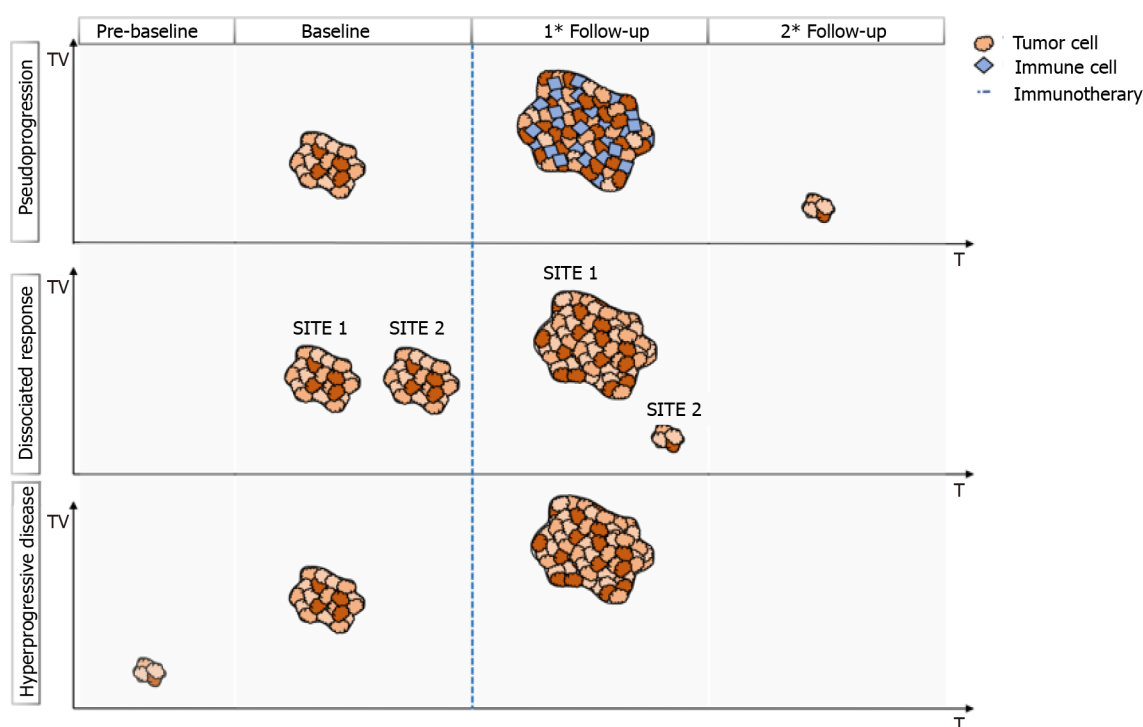 Pre-baseline
Baseline
1* Follow-up
2* Follow-up
Tumor cell
Immune cell
Immunotherary
Pseudoprogression
TV
T
Dissociated response
TV
SITE 1
SITE 2
SITE 1
SITE 2
T
Hyperprogressive disease
TV
T